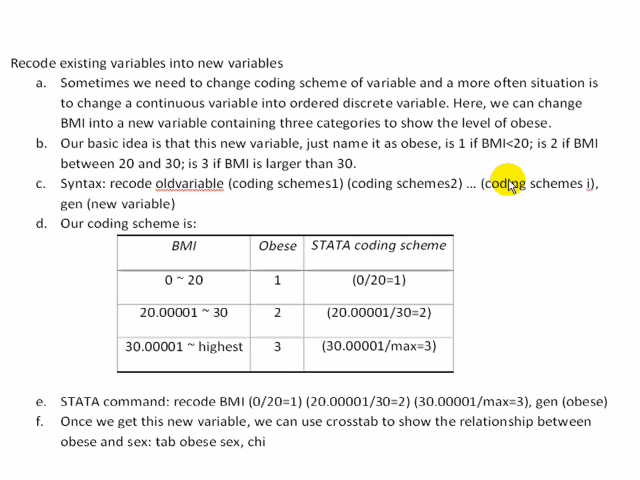 Recode existing variables into new variables
a. Sometimes we need to change coding scheme of variable and a more often situation is
to change a continuous variable into ordered discrete variable. Here, we can change
BMI into a new variable containing three categories to show the level of obese.
b. Our basic idea is that this new variable, just name it as obese, is 1 if BMI<20; is 2 if BMI
between 20 and 30; is 3 if BMI is larger than 30.
c. Syntax: recode oldvariable (coding schemes1) (coding schemes2) … (coding schemes i),
gen (new variable)
d. Our coding scheme is:
BMI Obese STATA coding scheme
0 ~ 20 1 (0/20=1)
20.00001 ~ 30 2 (20.00001/30=2)
30.00001 ~ highest 3 (30.00001/max=3)
e. STATA command: recode BMI (0/20=1) (20.00001/30=2) (30.00001/max=3), gen (obese)
f. Once we get this new variable, we can use crosstab to show the relationship between
obese and sex: tab obese sex, chi